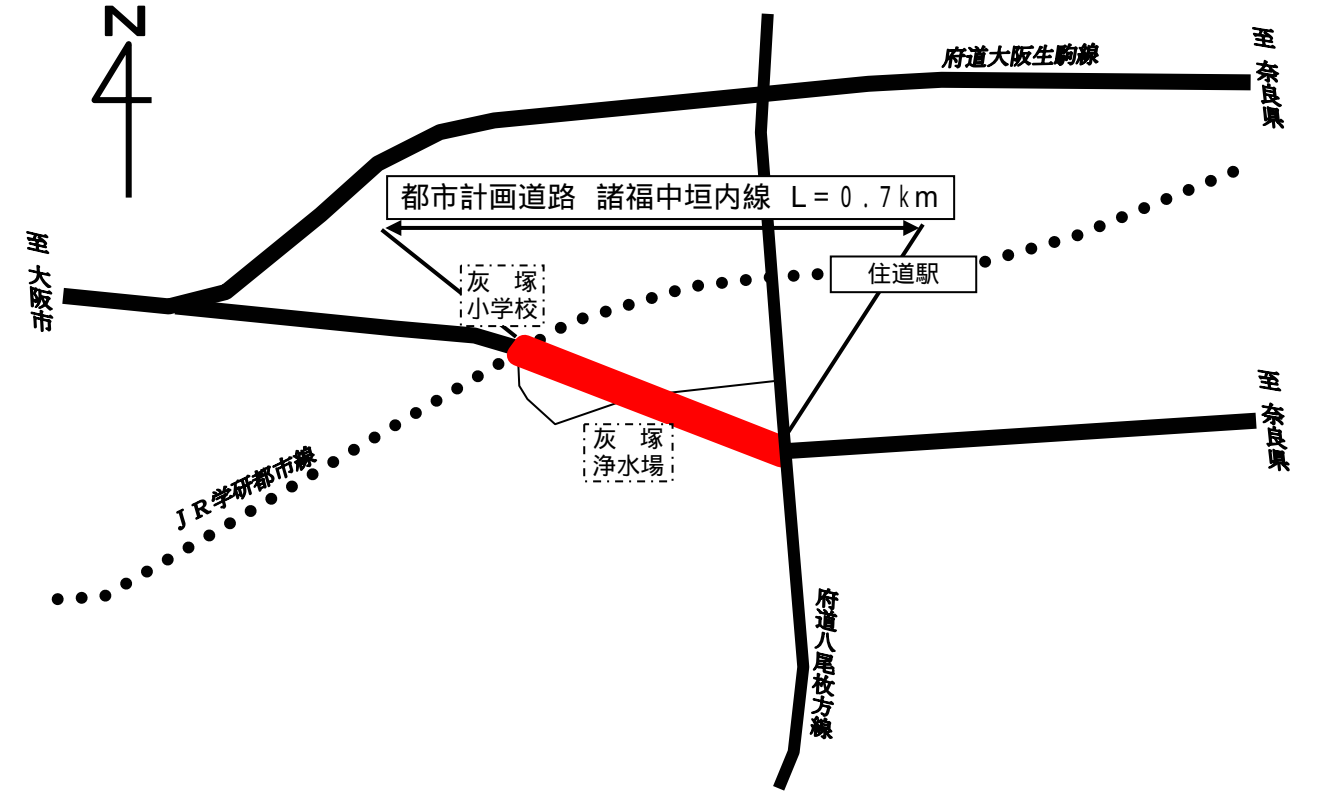 N
府道大阪生駒線
至 奈良県
都市計画道路 諸福中垣内線 L=0.7km
至 大阪市
灰 塚
小学校
住道駅
至 奈良県
灰 塚
浄水場
JR学研都市線
府道八尾枚方線